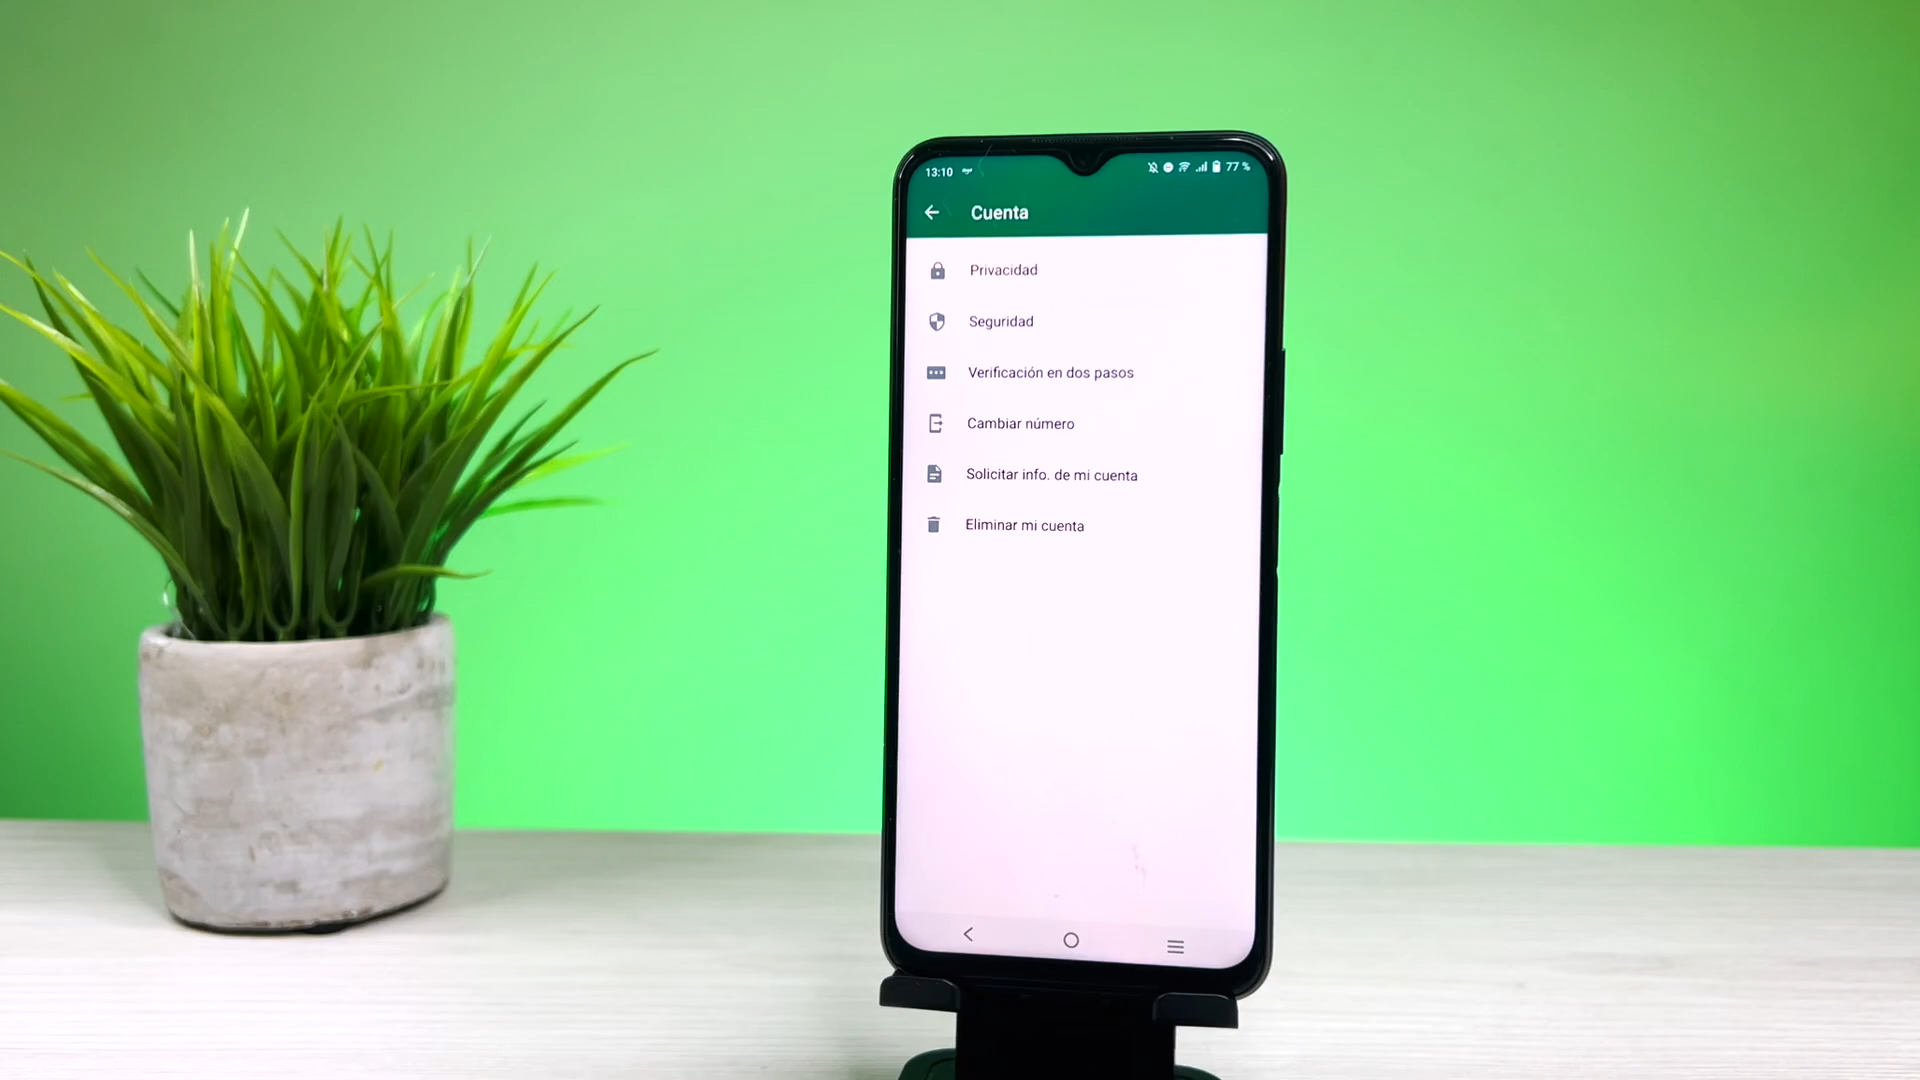 13:10
77 %
Cuenta
Privacidad
Seguridad
Verificación en dos pasos
Cambiar número
Solicitar info. de mi cuenta
Eliminar mi cuenta